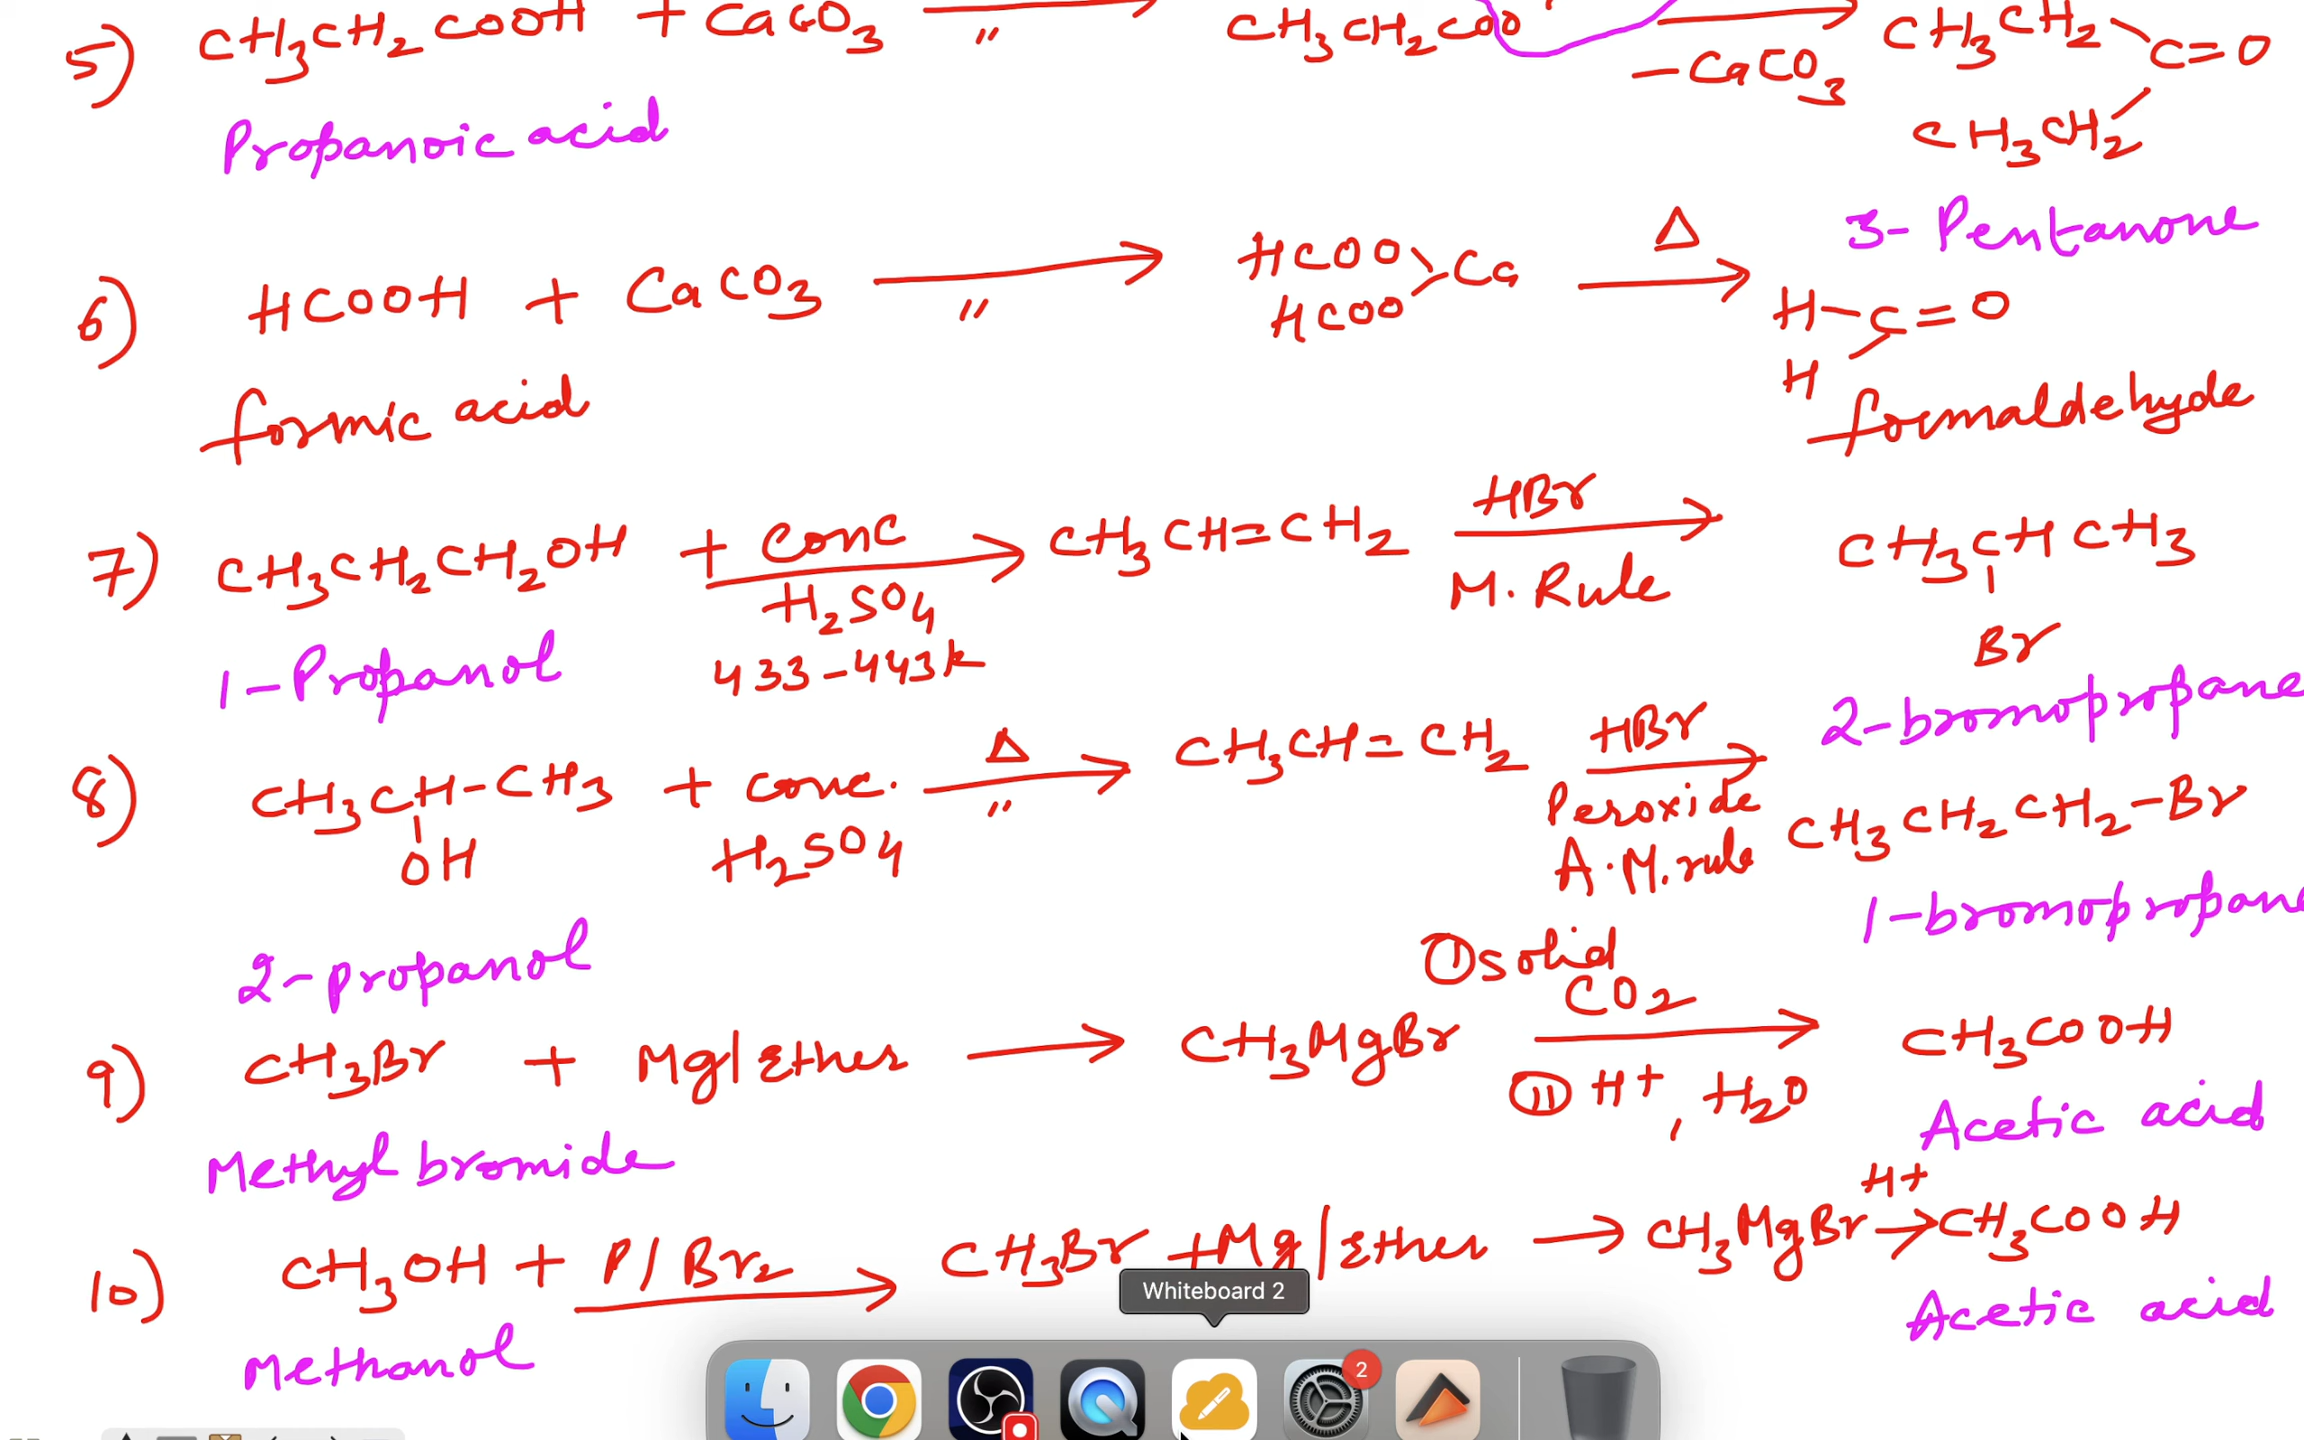 5) CH3CH2COOH + CaCO3 ⟶ CH3CH2COO ⟶ CH3CH2
" − CaCO3 C=O
Propanoic acid CH3CH2
3- Pentanone
6) HCOOH + CaCO3 ⟶ HCOO>Ca ⟶ H-C=O
" HCOO Δ H
formic acid formaldehyde
7) CH3CH2CH2OH + Conc ⟶ CH3CH=CH2 HBr ⟶ CH3CHCH3
H2SO4 M. Rule Br
1-Propanol 433-443k 2-bromopropane
8) CH3CH-CH3 + conc. Δ ⟶ CH3CH=CH2 HBr ⟶ CH3CH2CH2-Br
OH H2SO4 " Peroxide
A.M. rule
2-propanol 1-bromopropane
① solid
CO2
9) CH3Br + Mg|Ether ⟶ CH3MgBr ⟶ CH3COOH
② H+, H2O
Methyl bromide Acetic acid
10) CH3OH + P/Br2 ⟶ CH3Br +Mg|Ether ⟶ CH3MgBr H+ ⟶ CH3COOH
Methanol Acetic acid
Whiteboard 2
2